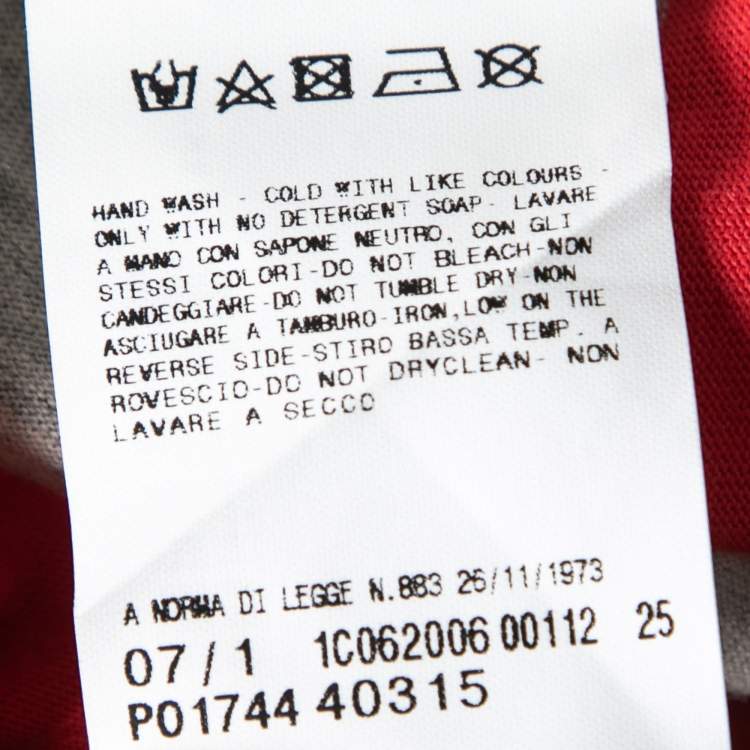 HAND WASH - COLD WITH LIKE COLOURS -
ONLY WITH NO DETERGENT SOAP- LAVARE
A MANO CON SAPONE NEUTRO, CON GLI
STESSI COLORI-DO NOT BLEACH-NON
CANDEGGIARE-DO NOT TUMBLE DRY-NON
ASCIUGARE A TAMBURO-IRON,LOW ON THE
REVERSE SIDE-STIRO BASSA TEMP. A
ROVESCIO-DO NOT DRYCLEAN- NON
LAVARE A SECCO
A NORMA DI LEGGE N.883 26/11/1973
07/1 1C062006 00112 25
P01744 40315